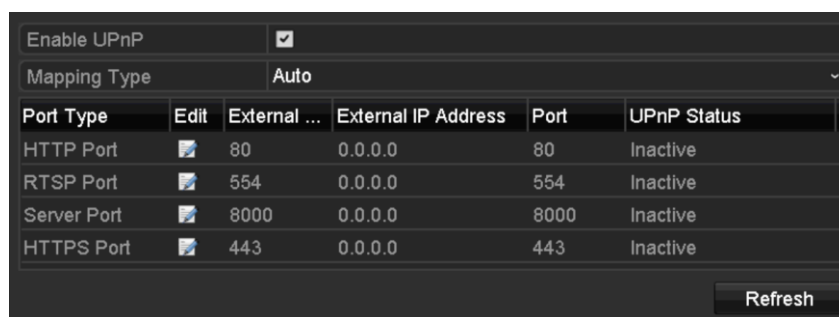 Enable UPnP
Mapping Type Auto
Port Type Edit External ... External IP Address Port UPnP Status
HTTP Port 80 0.0.0.0 80 Inactive
RTSP Port 554 0.0.0.0 554 Inactive
Server Port 8000 0.0.0.0 8000 Inactive
HTTPS Port 443 0.0.0.0 443 Inactive
Refresh